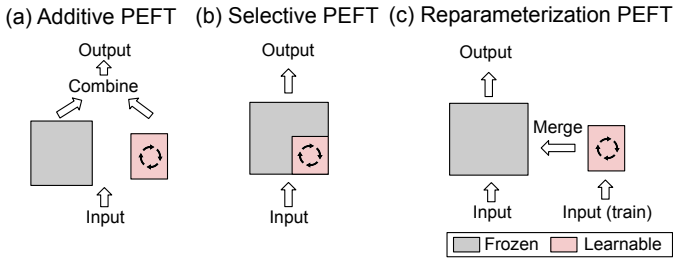 (a) Additive PEFT
Output
Combine
Input
(b) Selective PEFT
Output
Input
(c) Reparameterization PEFT
Output
Merge
Input
Input (train)
Frozen
Learnable